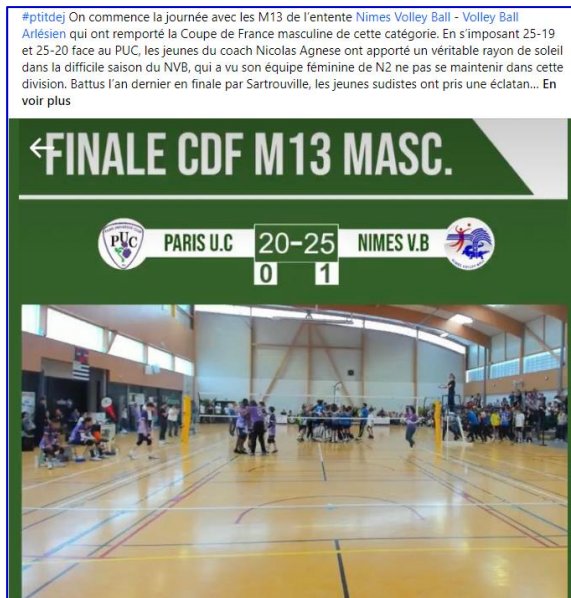 #ptitdej On commence la journée avec les M13 de l'entente Nimes Volley Ball - Volley Ball
Arlésien qui ont remporté la Coupe de France masculine de cette catégorie. En s'imposant 25-19
et 25-20 face au PUC, les jeunes du coach Nicolas Agnese ont apporté un véritable rayon de soleil
dans la difficile saison du NVB, qui a vu son équipe féminine de N2 ne pas se maintenir dans cette
division. Battus l'an dernier en finale par Sartrouville, les jeunes sudistes ont pris une éclatan... En
voir plus
FINALE CDF M13 MASC.
PUC PARIS U.C 20-25 NIMES V.B
0 1